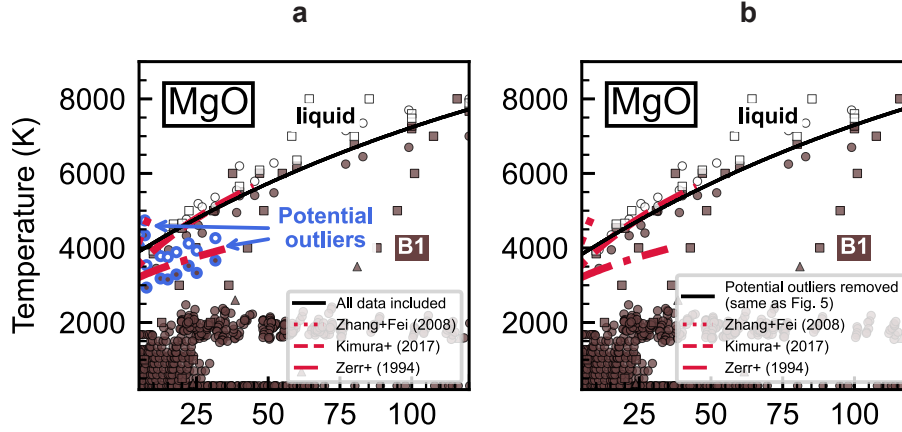 a
b
MgO
liquid
Potential
outliers
B1
All data included
Zhang+Fei (2008)
Kimura+ (2017)
Zerr+ (1994)
Temperature (K)
8000
6000
4000
2000
25
50
75
100
MgO
liquid
B1
Potential outliers removed
(same as Fig. 5)
Zhang+Fei (2008)
Kimura+ (2017)
Zerr+ (1994)
8000
6000
4000
2000
25
50
75
100